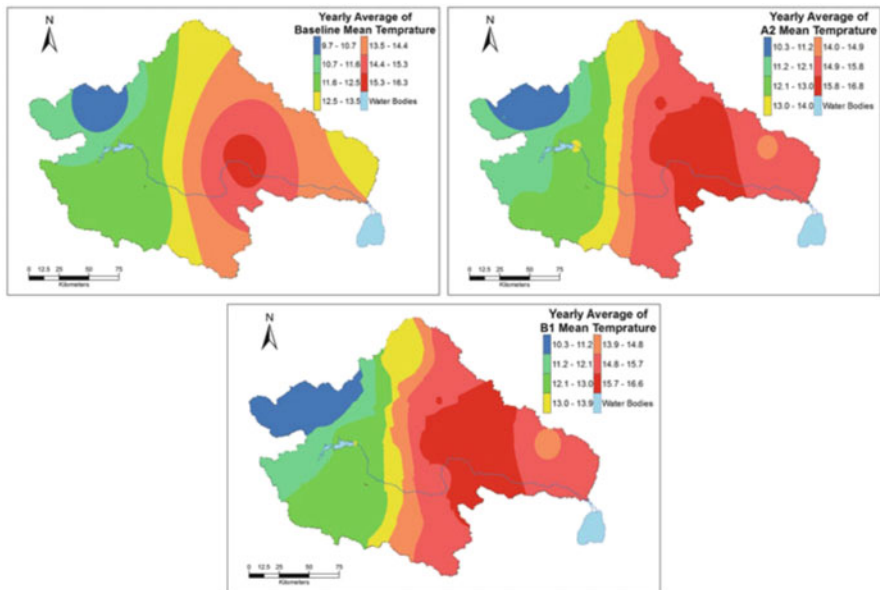 N
Yearly Average of
Baseline Mean Temprature
9.7 - 10.7
10.7 - 11.6
11.6 - 12.5
12.5 - 13.5
13.5 - 14.4
14.4 - 15.3
15.3 - 16.3
Water Bodies
0 12.5 25 50 75
Kilometers
N
Yearly Average of
A2 Mean Temprature
10.3 - 11.2
11.2 - 12.1
12.1 - 13.0
13.0 - 14.0
14.0 - 14.9
14.9 - 15.8
15.8 - 16.8
Water Bodies
0 12.5 25 50 75
Kilometers
N
Yearly Average of
B1 Mean Temprature
10.3 - 11.2
11.2 - 12.1
12.1 - 13.0
13.0 - 13.9
13.9 - 14.8
14.8 - 15.7
15.7 - 16.6
Water Bodies
0 12.5 25 50 75
Kilometers